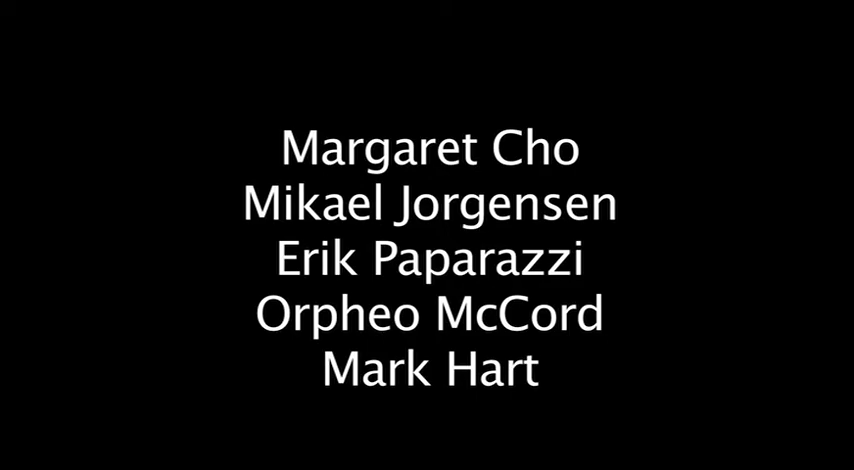 Margaret Cho
Mikael Jorgensen
Erik Paparazzi
Orpheo McCord
Mark Hart